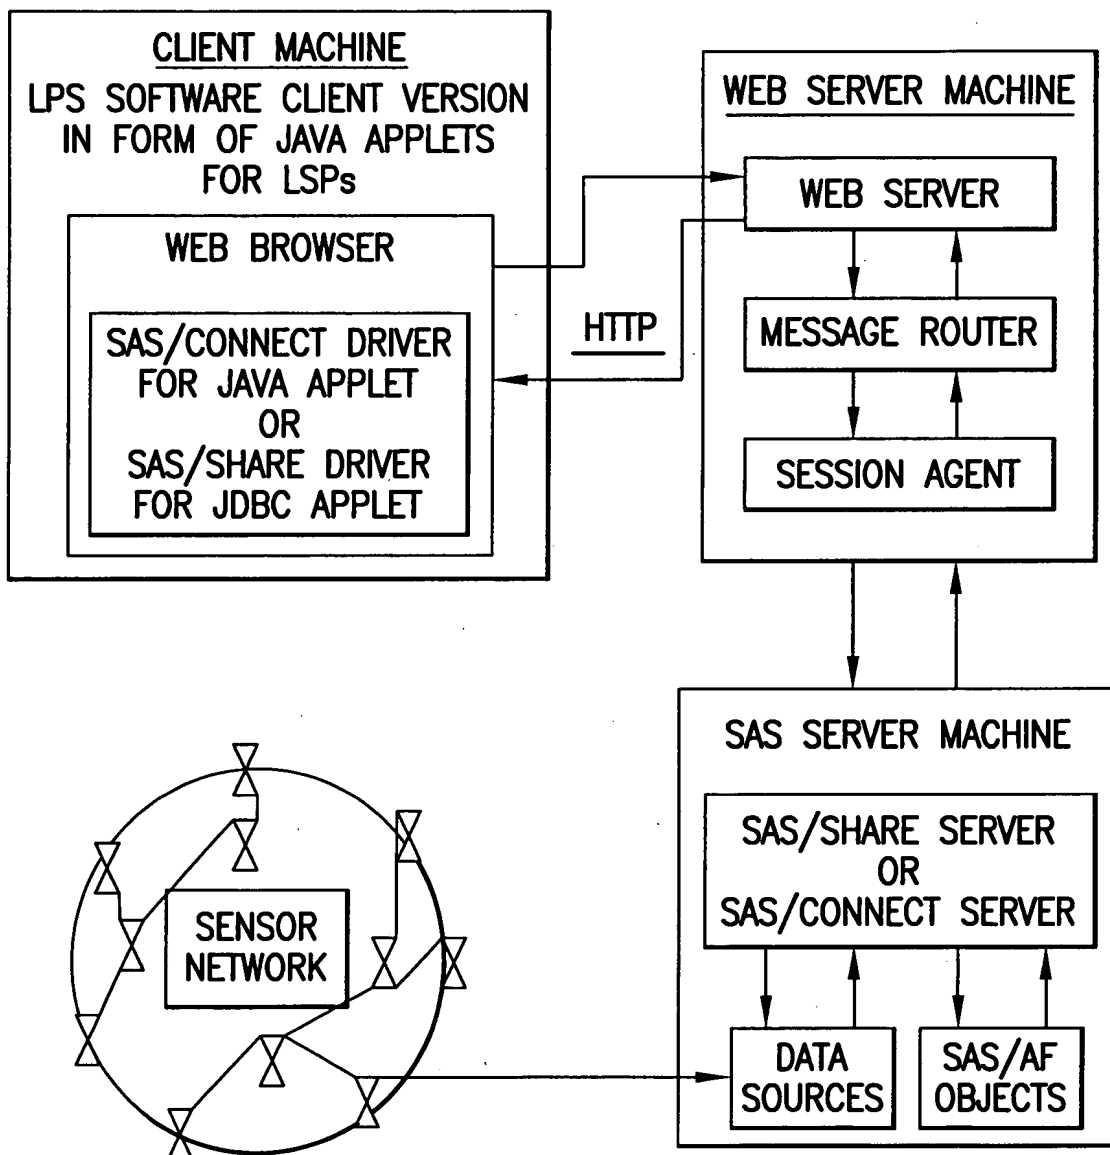 CLIENT MACHINE
LPS SOFTWARE CLIENT VERSION
IN FORM OF JAVA APPLETS
FOR LSPs
WEB BROWSER
SAS/CONNECT DRIVER
FOR JAVA APPLET
OR
SAS/SHARE DRIVER
FOR JDBC APPLET
HTTP
WEB SERVER MACHINE
WEB SERVER
MESSAGE ROUTER
SESSION AGENT
SAS SERVER MACHINE
SAS/SHARE SERVER
OR
SAS/CONNECT SERVER
DATA
SOURCES
SAS/AF
OBJECTS
SENSOR
NETWORK